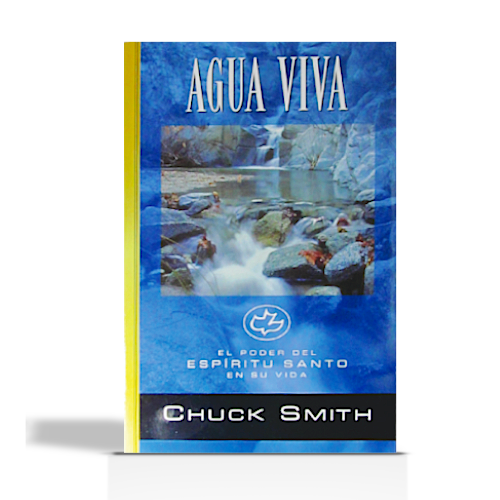 AGUA VIVA
EL PODER DEL
ESPÍRITU SANTO
EN SU VIDA
CHUCK SMITH